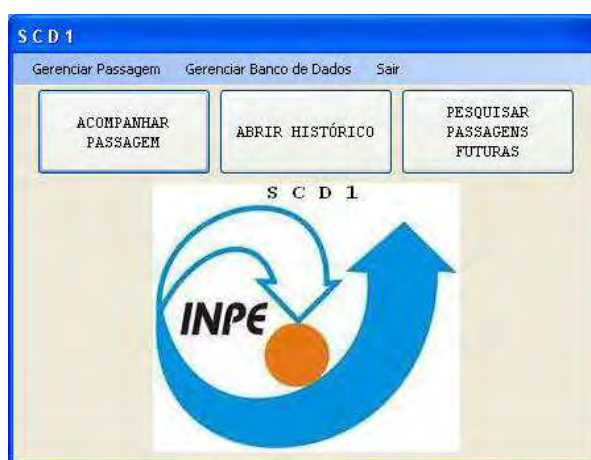 SCD1
Gerenciar Passagem Gerenciar Banco de Dados Sair
ACOMPANHAR
PASSAGEM
ABRIR HISTÓRICO
PESQUISAR
PASSAGENS
FUTURAS
S C D 1
INPE